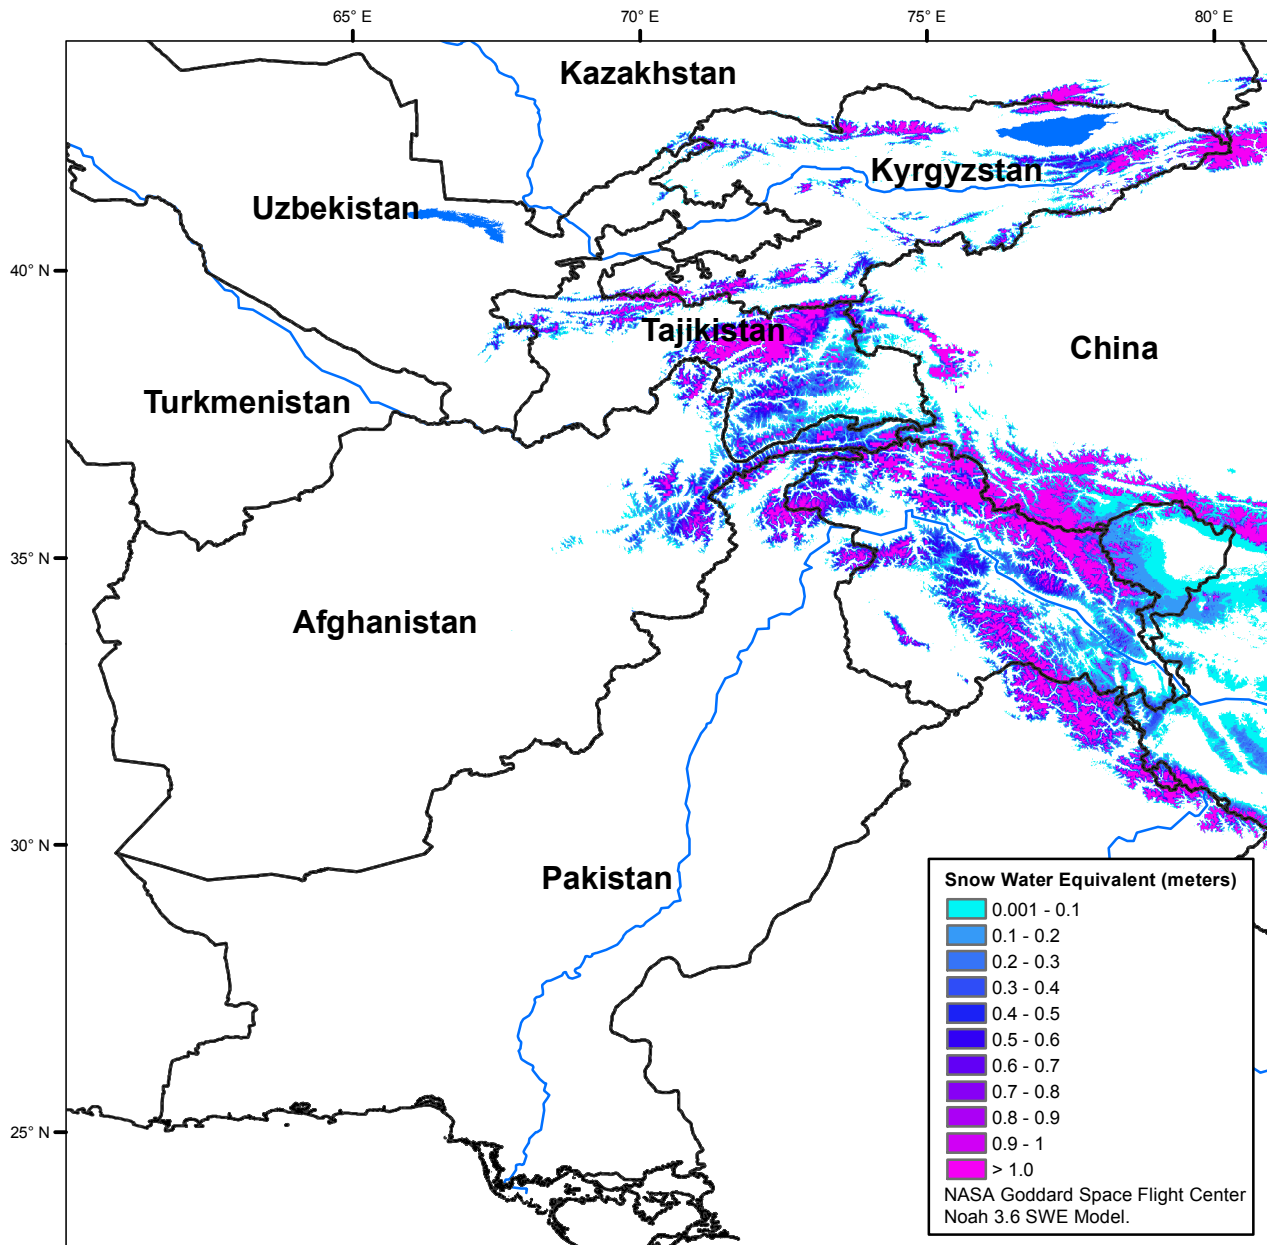 65° E
70° E
75° E
80° E
Kazakhstan
Kyrgyzstan
Uzbekistan
40° N
Tajikistan
China
Turkmenistan
35° N
Afghanistan
30° N
Pakistan
25° N
Snow Water Equivalent (meters)
0.001 - 0.1
0.1 - 0.2
0.2 - 0.3
0.3 - 0.4
0.4 - 0.5
0.5 - 0.6
0.6 - 0.7
0.7 - 0.8
0.8 - 0.9
0.9 - 1
> 1.0
NASA Goddard Space Flight Center
Noah 3.6 SWE Model.